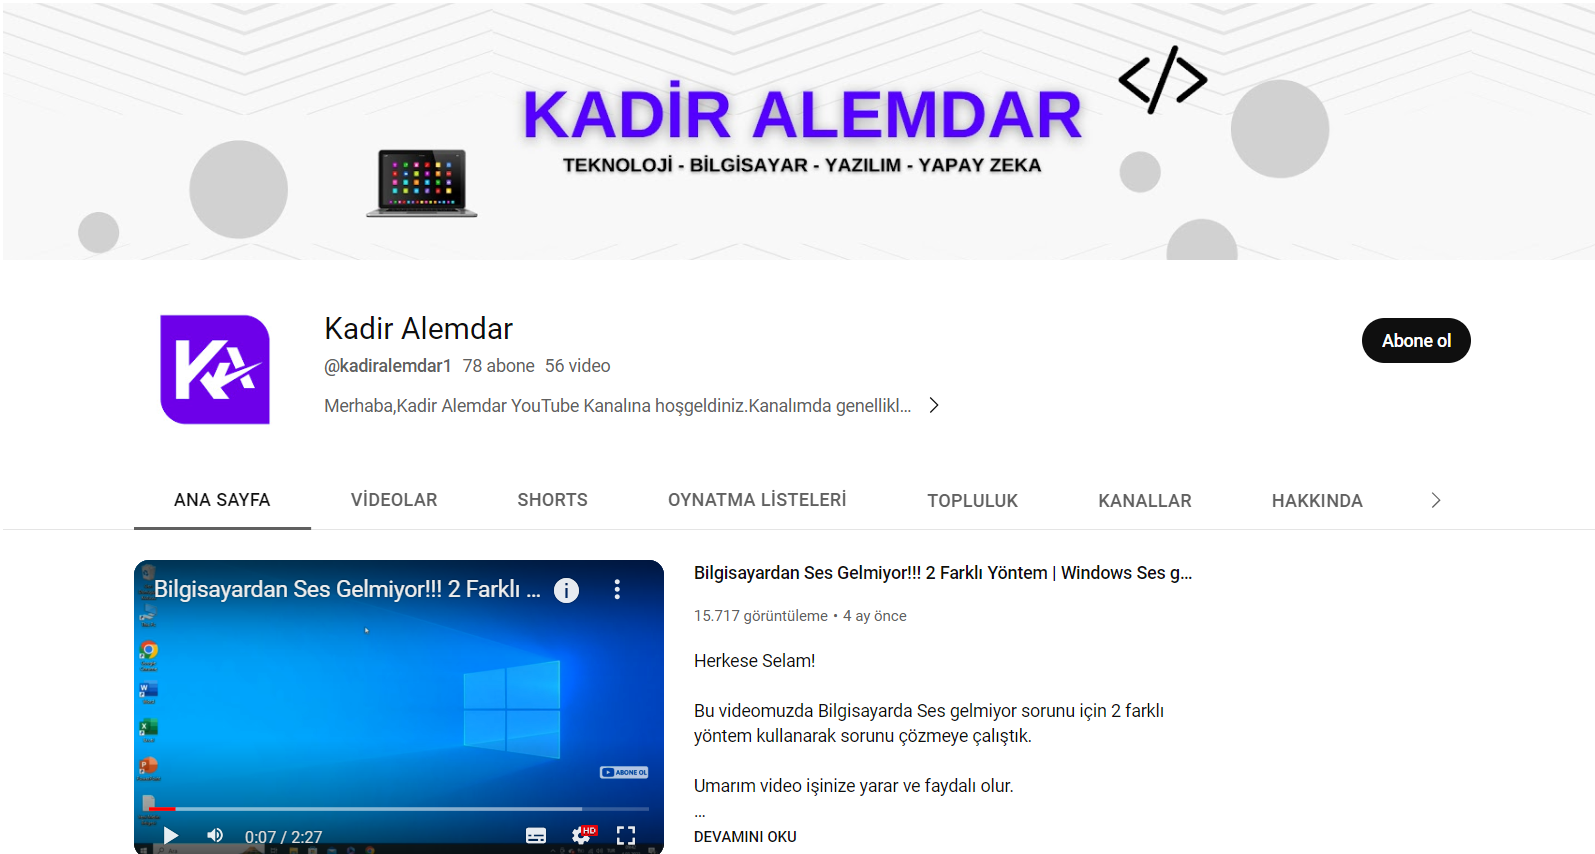 KADİR ALEMDAR
TEKNOLOJİ - BİLGİSAYAR - YAZILIM - YAPAY ZEKA
KA
Kadir Alemdar
@kadiralemdar1 78 abone 56 video
Abone ol
Merhaba,Kadir Alemdar YouTube Kanalına hoşgeldiniz.Kanalımda genellikl...
ANA SAYFA VİDEOLAR SHORTS OYNATMA LİSTELERİ TOPLULUK KANALLAR HAKKINDA
Bilgisayardan Ses Gelmiyor!!! 2 Farklı ...
ABONE OL
0:07 / 2:27
HD
Bilgisayardan Ses Gelmiyor!!! 2 Farklı Yöntem | Windows Ses g...
15.717 görüntüleme • 4 ay önce
Herkese Selam!
Bu videomuzda Bilgisayarda Ses gelmiyor sorunu için 2 farklı
yöntem kullanarak sorunu çözmeye çalıştık.
Umarım video işinize yarar ve faydalı olur.
...
DEVAMINI OKU